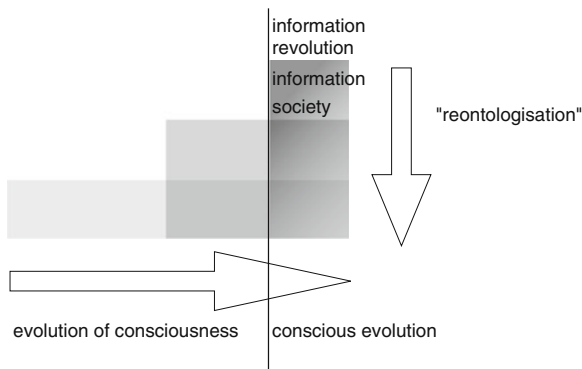 information
revolution
information
society
"reontologisation"
evolution of consciousness
conscious evolution